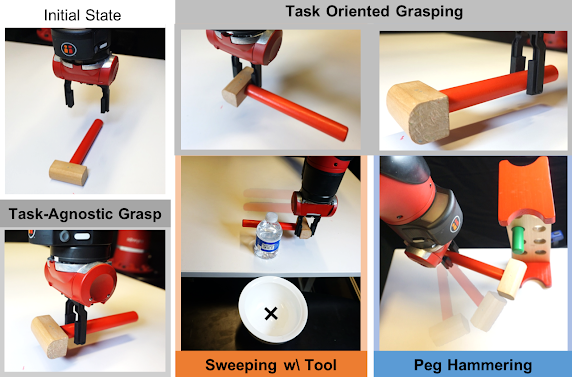 Initial State
Task Oriented Grasping
Task-Agnostic Grasp
Sweeping w\ Tool
Peg Hammering